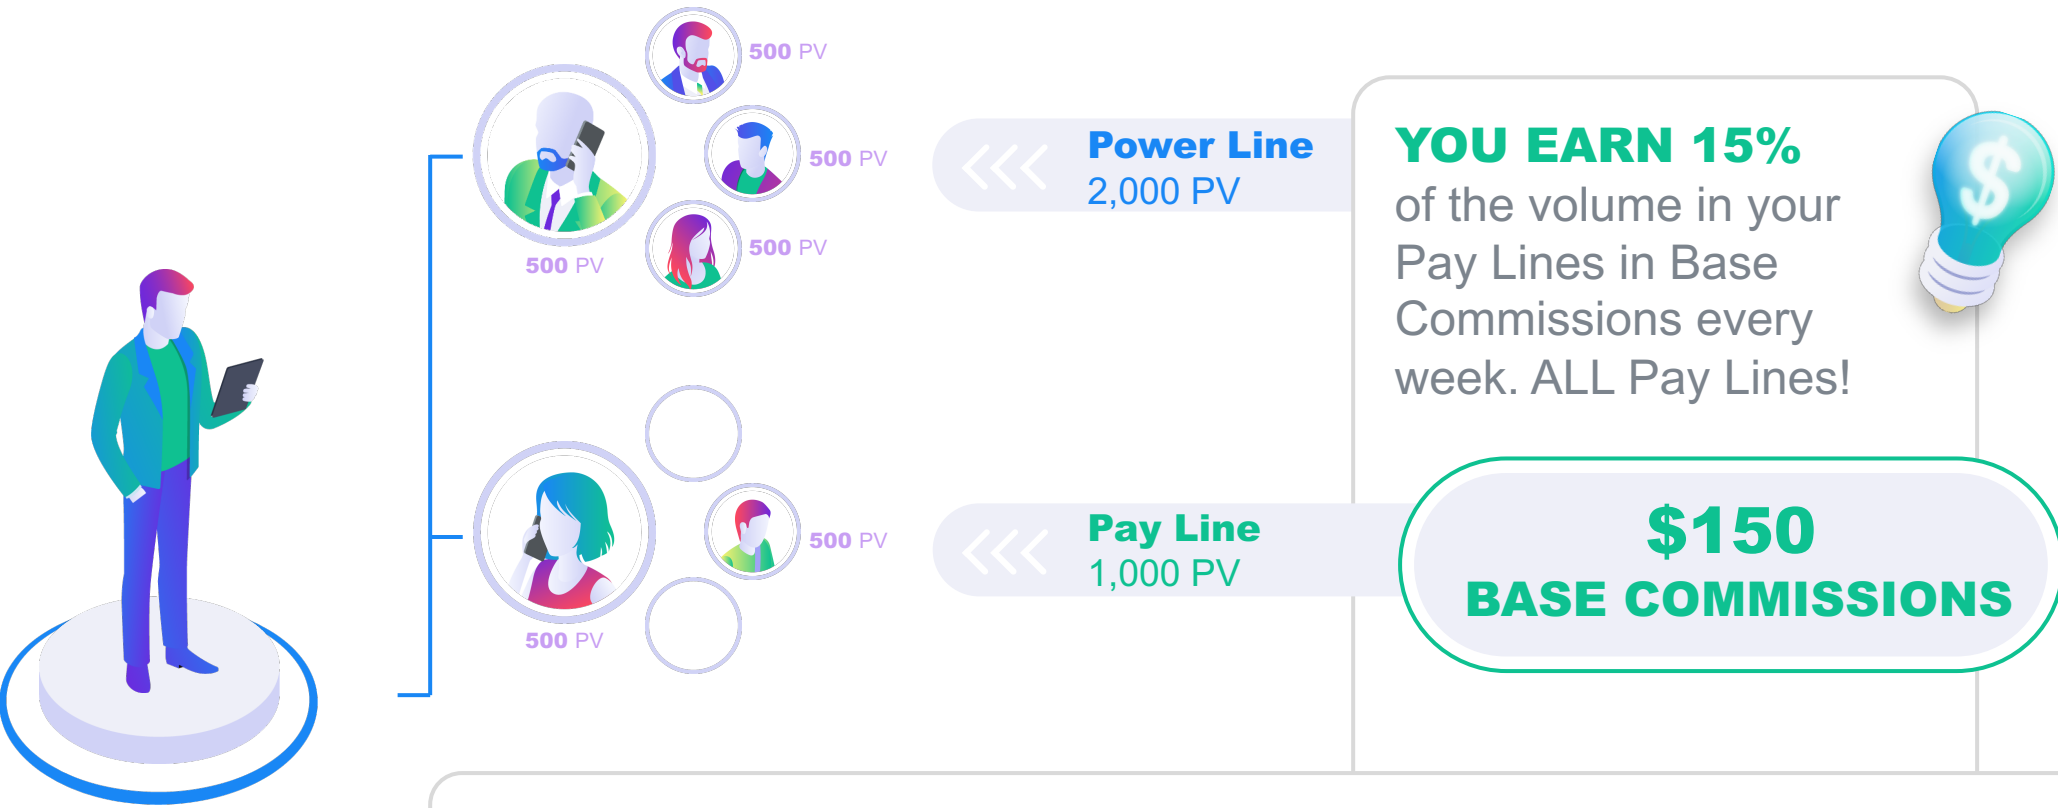 500 PV
500 PV
500 PV
500 PV
Power Line
2,000 PV
YOU EARN 15%
of the volume in your
Pay Lines in Base
Commissions every
week. ALL Pay Lines!
500 PV
500 PV
Pay Line
1,000 PV
$150
BASE COMMISSIONS